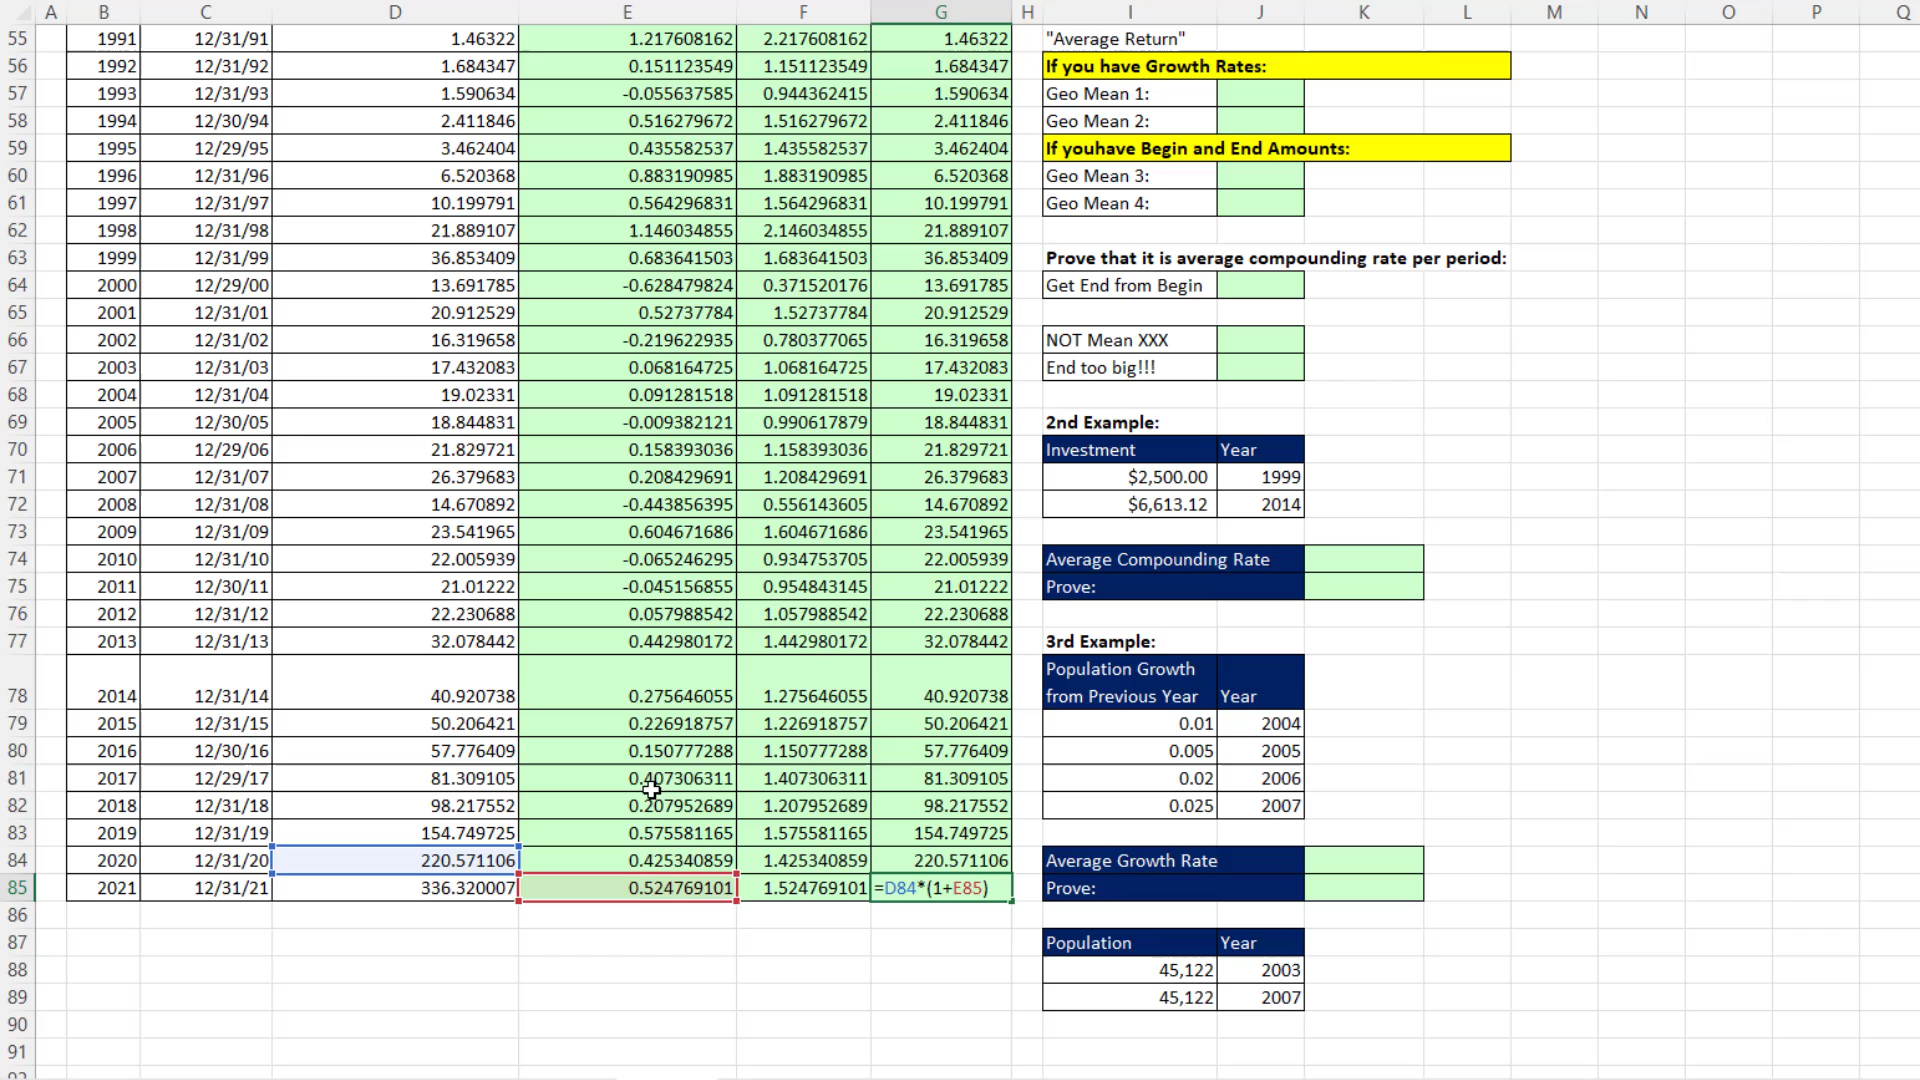 A B C D E F G H I J K L M N O P Q
55 1991 12/31/91 1.46322 1.217608162 2.217608162 1.46322 "Average Return"
56 1992 12/31/92 1.684347 0.151123549 1.151123549 1.684347 If you have Growth Rates:
57 1993 12/31/93 1.590634 -0.055637585 0.944362415 1.590634 Geo Mean 1:
58 1994 12/30/94 2.411846 0.516279672 1.516279672 2.411846 Geo Mean 2:
59 1995 12/29/95 3.462404 0.435582537 1.435582537 3.462404 If youhave Begin and End Amounts:
60 1996 12/31/96 6.520368 0.883190985 1.883190985 6.520368 Geo Mean 3:
61 1997 12/31/97 10.199791 0.564296831 1.564296831 10.199791 Geo Mean 4:
62 1998 12/31/98 21.889107 1.146034855 2.146034855 21.889107
63 1999 12/31/99 36.853409 0.683641503 1.683641503 36.853409 Prove that it is average compounding rate per period:
64 2000 12/29/00 13.691785 -0.628479824 0.371520176 13.691785 Get End from Begin
65 2001 12/31/01 20.912529 0.52737784 1.52737784 20.912529
66 2002 12/31/02 16.319658 -0.219622935 0.780377065 16.319658 NOT Mean XXX
67 2003 12/31/03 17.432083 0.068164725 1.068164725 17.432083 End too big!!!
68 2004 12/31/04 19.02331 0.091281518 1.091281518 19.02331
69 2005 12/30/05 18.844831 -0.009382121 0.990617879 18.844831 2nd Example:
70 2006 12/29/06 21.829721 0.158393036 1.158393036 21.829721 Investment Year
71 2007 12/31/07 26.379683 0.208429691 1.208429691 26.379683 $2,500.00 1999
72 2008 12/31/08 14.670892 -0.443856395 0.556143605 14.670892 $6,613.12 2014
73 2009 12/31/09 23.541965 0.604671686 1.604671686 23.541965
74 2010 12/31/10 22.005939 -0.065246295 0.934753705 22.005939 Average Compounding Rate
75 2011 12/30/11 21.01222 -0.045156855 0.954843145 21.01222 Prove:
76 2012 12/31/12 22.230688 0.057988542 1.057988542 22.230688
77 2013 12/31/13 32.078442 0.442980172 1.442980172 32.078442 3rd Example:
Population Growth
78 2014 12/31/14 40.920738 0.275646055 1.275646055 40.920738 from Previous Year Year
79 2015 12/31/15 50.206421 0.226918757 1.226918757 50.206421 0.01 2004
80 2016 12/30/16 57.776409 0.150777288 1.150777288 57.776409 0.005 2005
81 2017 12/29/17 81.309105 0.407306311 1.407306311 81.309105 0.02 2006
82 2018 12/31/18 98.217552 0.207952689 1.207952689 98.217552 0.025 2007
83 2019 12/31/19 154.749725 0.575581165 1.575581165 154.749725
84 2020 12/31/20 220.571106 0.425340859 1.425340859 220.571106 Average Growth Rate
85 2021 12/31/21 336.320007 0.524769101 1.524769101 =D84*(1+E85) Prove:
86
87 Population Year
88 45,122 2003
89 45,122 2007
90
91